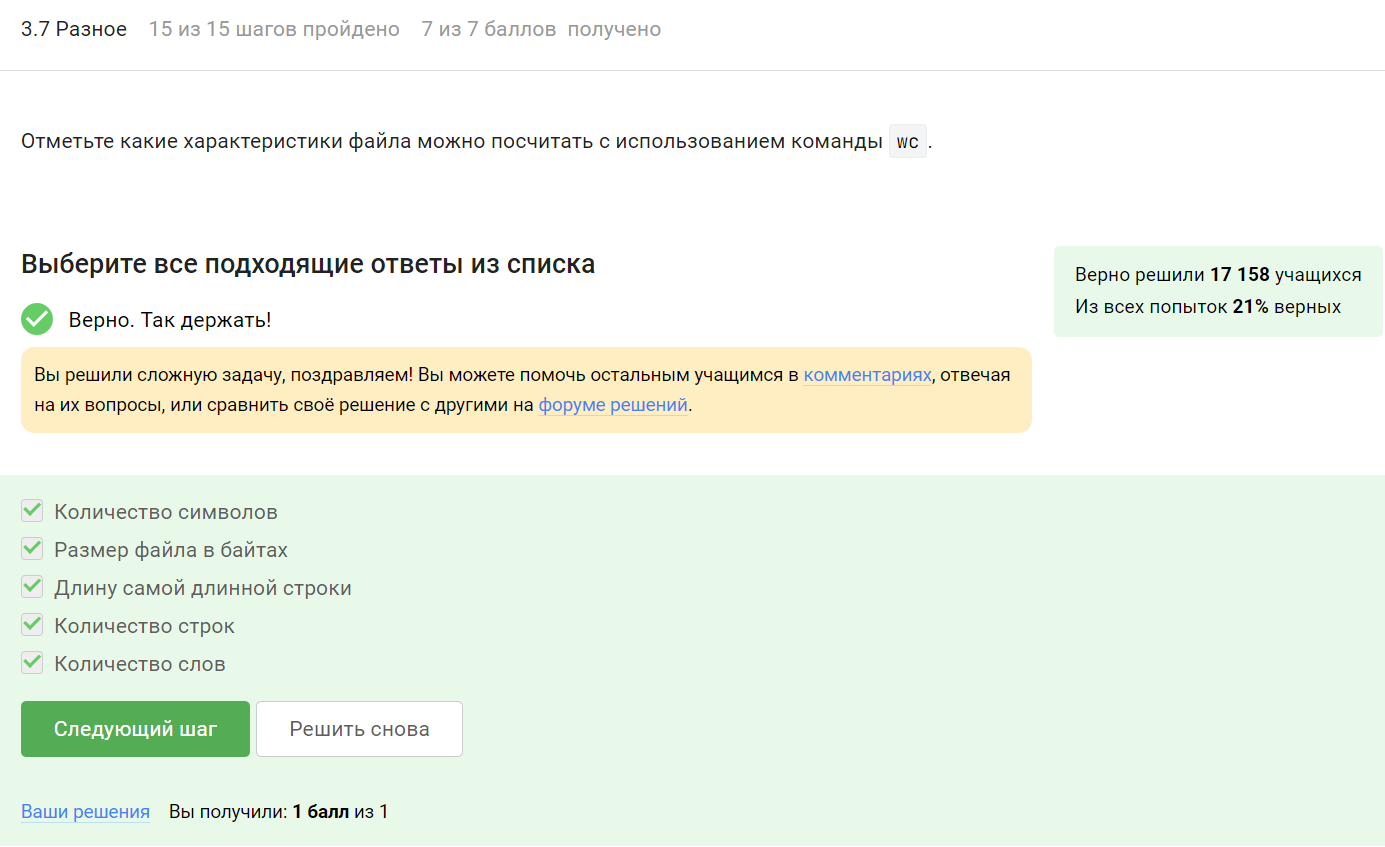 3.7 Разное 15 из 15 шагов пройдено 7 из 7 баллов получено
Отметьте какие характеристики файла можно посчитать с использованием команды wc.
Выберите все подходящие ответы из списка
Верно. Так держать!
Верно решили 17 158 учащихся
Из всех попыток 21% верных
Вы решили сложную задачу, поздравляем! Вы можете помочь остальным учащимся в комментариях, отвечая
на их вопросы, или сравнить своё решение с другими на форуме решений.
Количество символов
Размер файла в байтах
Длину самой длинной строки
Количество строк
Количество слов
Следующий шаг Решить снова
Ваши решения Вы получили: 1 балл из 1